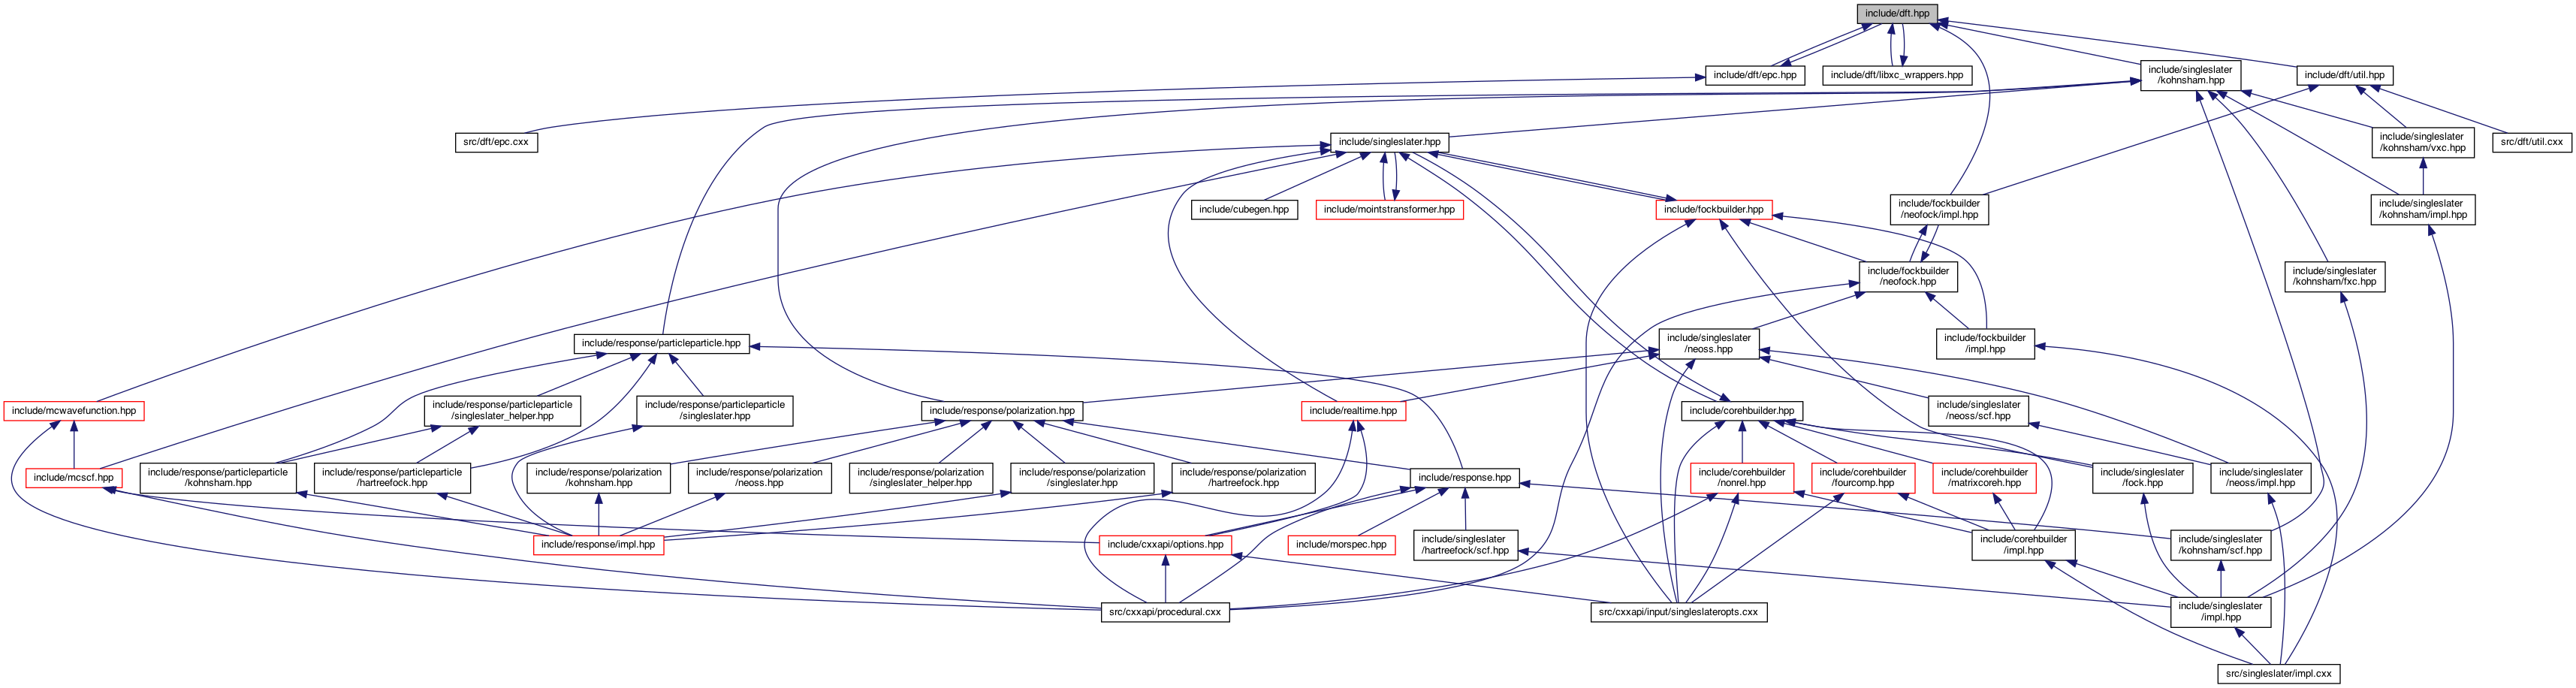 include/dft.hpp
include/dft/epc.hpp
include/dft/libxc_wrappers.hpp
include/singleslater
/kohnsham.hpp
include/dft/util.hpp
src/dft/epc.cxx
include/singleslater.hpp
include/singleslater
/kohnsham/vxc.hpp
src/dft/util.cxx
include/cubegen.hpp
include/mointstransformer.hpp
include/fockbuilder.hpp
include/fockbuilder
/neofock/impl.hpp
include/singleslater
/kohnsham/impl.hpp
include/fockbuilder
/neofock.hpp
include/singleslater
/kohnsham/fxc.hpp
include/response/particleparticle.hpp
include/singleslater
/neoss.hpp
include/fockbuilder
/impl.hpp
include/mcwavefunction.hpp
include/response/particleparticle
/singleslater_helper.hpp
include/response/particleparticle
/singleslater.hpp
include/response/polarization.hpp
include/realtime.hpp
include/corehbuilder.hpp
include/singleslater
/neoss/scf.hpp
include/mcscf.hpp
include/response/particleparticle
/kohnsham.hpp
include/response/particleparticle
/hartreefock.hpp
include/response/polarization
/kohnsham.hpp
include/response/polarization
/neoss.hpp
include/response/polarization
/singleslater_helper.hpp
include/response/polarization
/singleslater.hpp
include/response/polarization
/hartreefock.hpp
include/response.hpp
include/corehbuilder
/nonrel.hpp
include/corehbuilder
/fourcomp.hpp
include/corehbuilder
/matrixcoreh.hpp
include/singleslater
/fock.hpp
include/singleslater
/neoss/impl.hpp
include/response/impl.hpp
include/singleslater
/hartreefock/scf.hpp
include/cxxapi/options.hpp
include/morspec.hpp
include/corehbuilder
/impl.hpp
include/singleslater
/kohnsham/scf.hpp
src/cxxapi/procedural.cxx
src/cxxapi/input/singleslateropts.cxx
include/singleslater
/impl.hpp
src/singleslater/impl.cxx